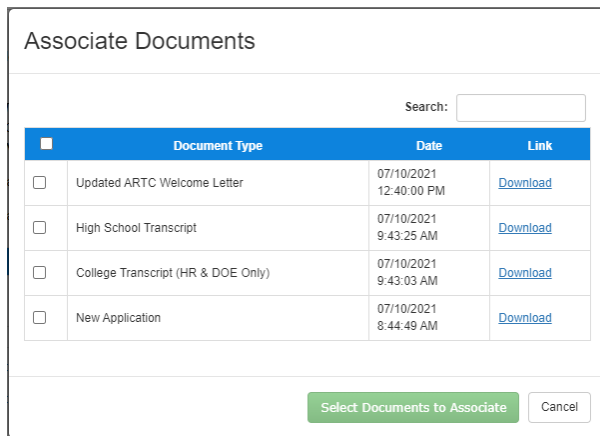 Associate Documents
Search:
Document Type Date Link
Updated ARTC Welcome Letter 07/10/2021 12:40:00 PM Download
High School Transcript 07/10/2021 9:43:25 AM Download
College Transcript (HR & DOE Only) 07/10/2021 9:43:03 AM Download
New Application 07/10/2021 8:44:49 AM Download
Select Documents to Associate Cancel